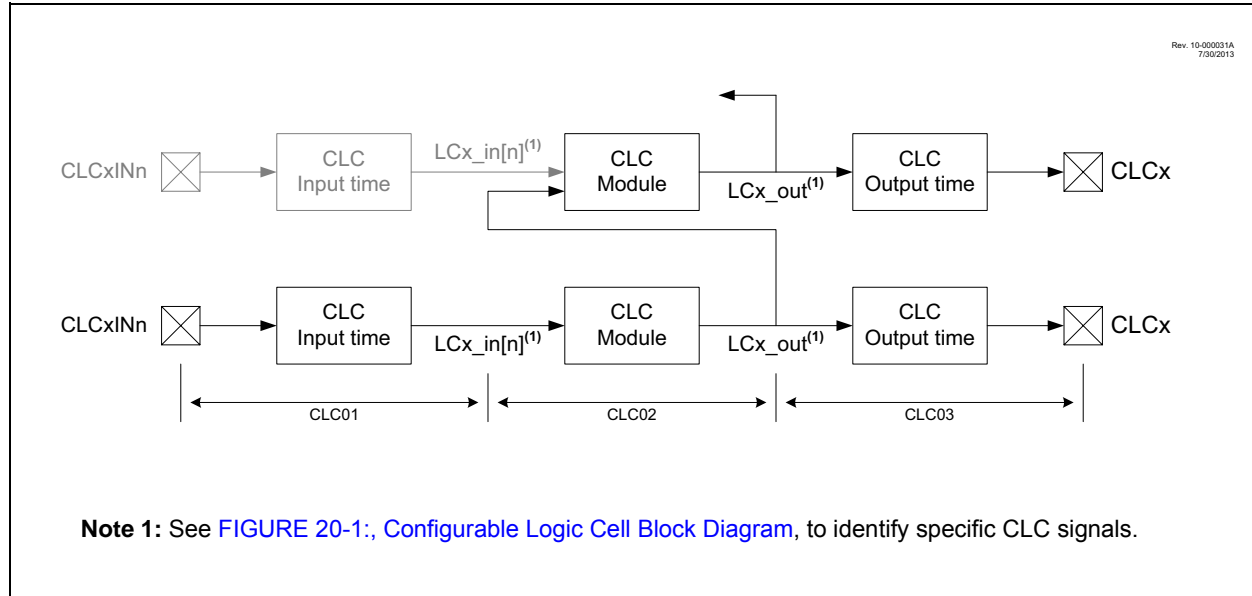 Rev. 10-000031A
7/30/2013
CLCxINn
CLC
Input time
LCx_in[n](1)
CLC
Module
LCx_out(1)
CLC
Output time
CLCx
CLCxINn
CLC
Input time
LCx_in[n](1)
CLC
Module
LCx_out(1)
CLC
Output time
CLCx
CLC01
CLC02
CLC03
Note 1: See FIGURE 20-1:, Configurable Logic Cell Block Diagram, to identify specific CLC signals.